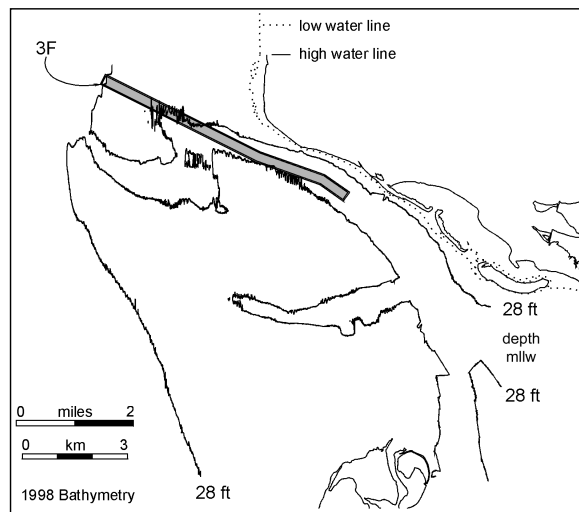 low water line
high water line
3F
28 ft
depth
mllw
28 ft
0 miles 2
0 km 3
1998 Bathymetry
28 ft